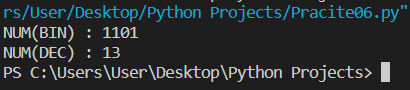 rs/User/Desktop/Python Projects/Pracite06.py"
NUM(BIN) : 1101
NUM(DEC) : 13
PS C:\Users\User\Desktop\Python Projects>